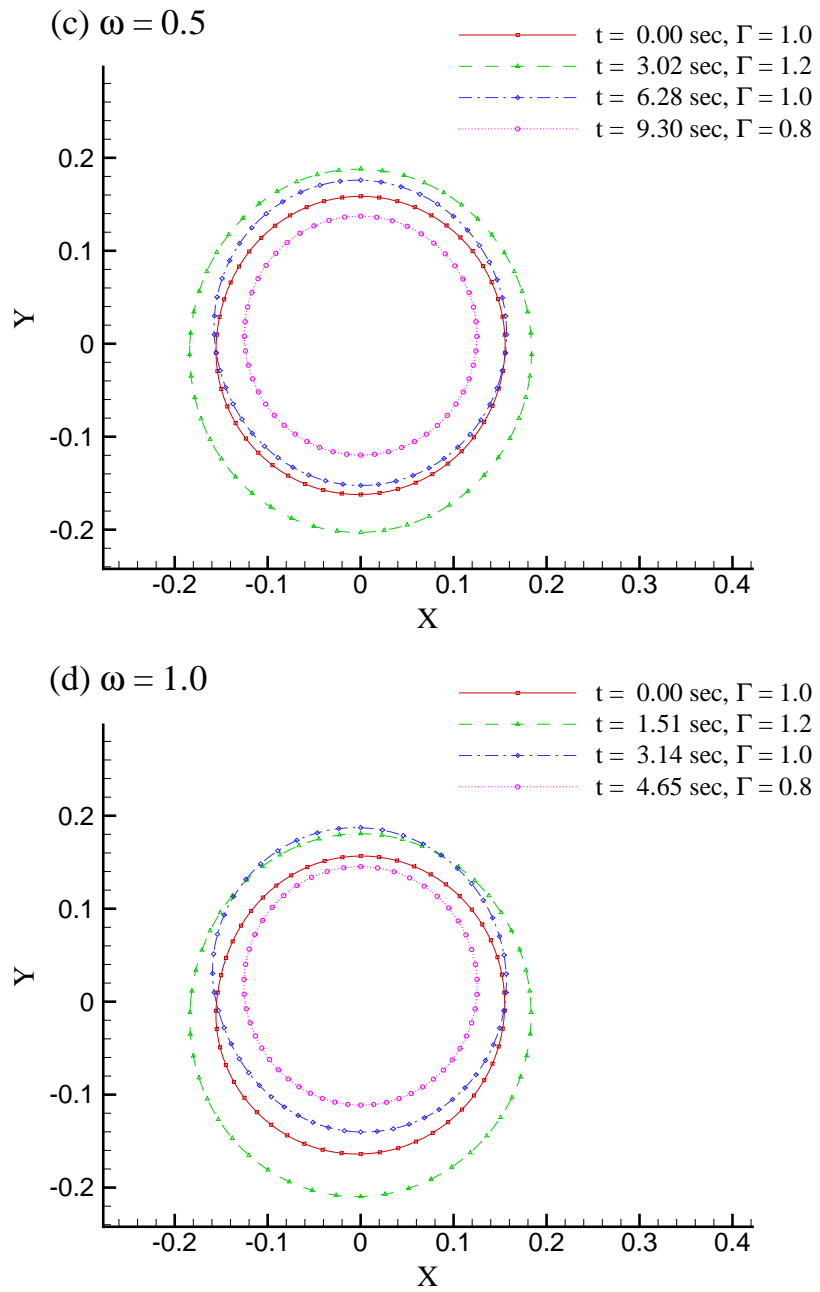 (c) ω = 0.5
t = 0.00 sec, Γ = 1.0
t = 3.02 sec, Γ = 1.2
t = 6.28 sec, Γ = 1.0
t = 9.30 sec, Γ = 0.8
0.2
0.1
0
-0.1
-0.2
Y
-0.2 -0.1 0 0.1 0.2 0.3 0.4
X
(d) ω = 1.0
t = 0.00 sec, Γ = 1.0
t = 1.51 sec, Γ = 1.2
t = 3.14 sec, Γ = 1.0
t = 4.65 sec, Γ = 0.8
0.2
0.1
0
-0.1
-0.2
Y
-0.2 -0.1 0 0.1 0.2 0.3 0.4
X